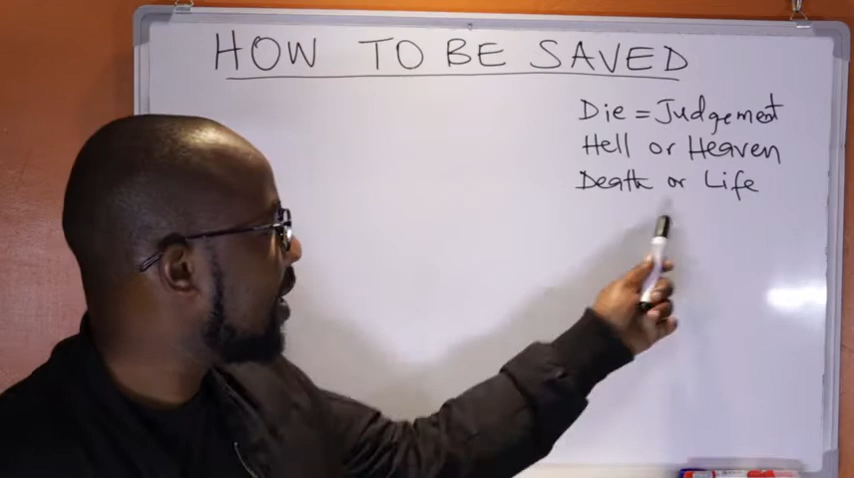 HOW TO BE SAVED
Die = Judgement
Hell or Heaven
Death or Life